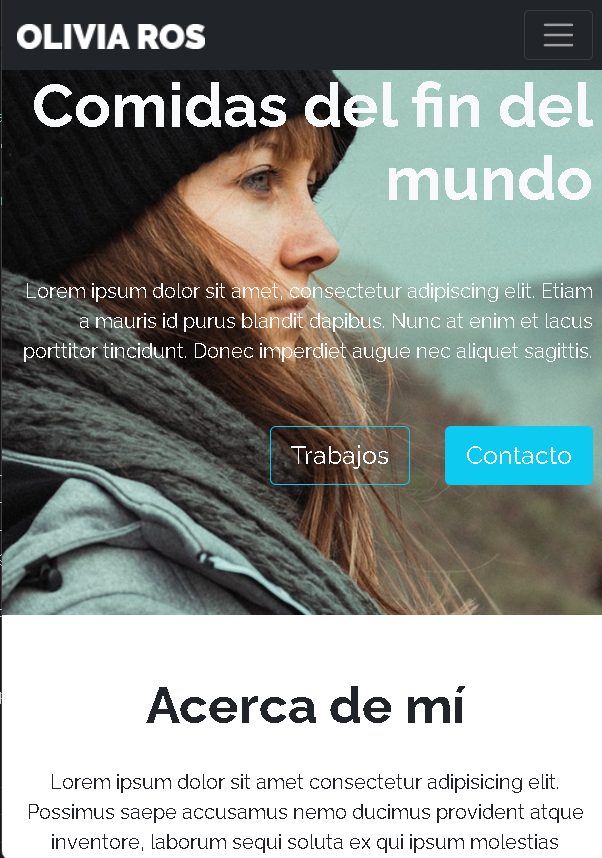 OLIVIA ROS
Comidas del fin del
mundo
Lorem ipsum dolor sit amet, consectetur adipiscing elit. Etiam
a mauris id purus blandit dapibus. Nunc at enim et lacus
porttitor tincidunt. Donec imperdiet augue nec aliquet sagittis.
Trabajos
Contacto
Acerca de mí
Lorem ipsum dolor sit amet consectetur adipisicing elit.
Possimus saepe accusamus nemo ducimus provident atque
inventore, laborum sequi soluta ex qui ipsum molestias